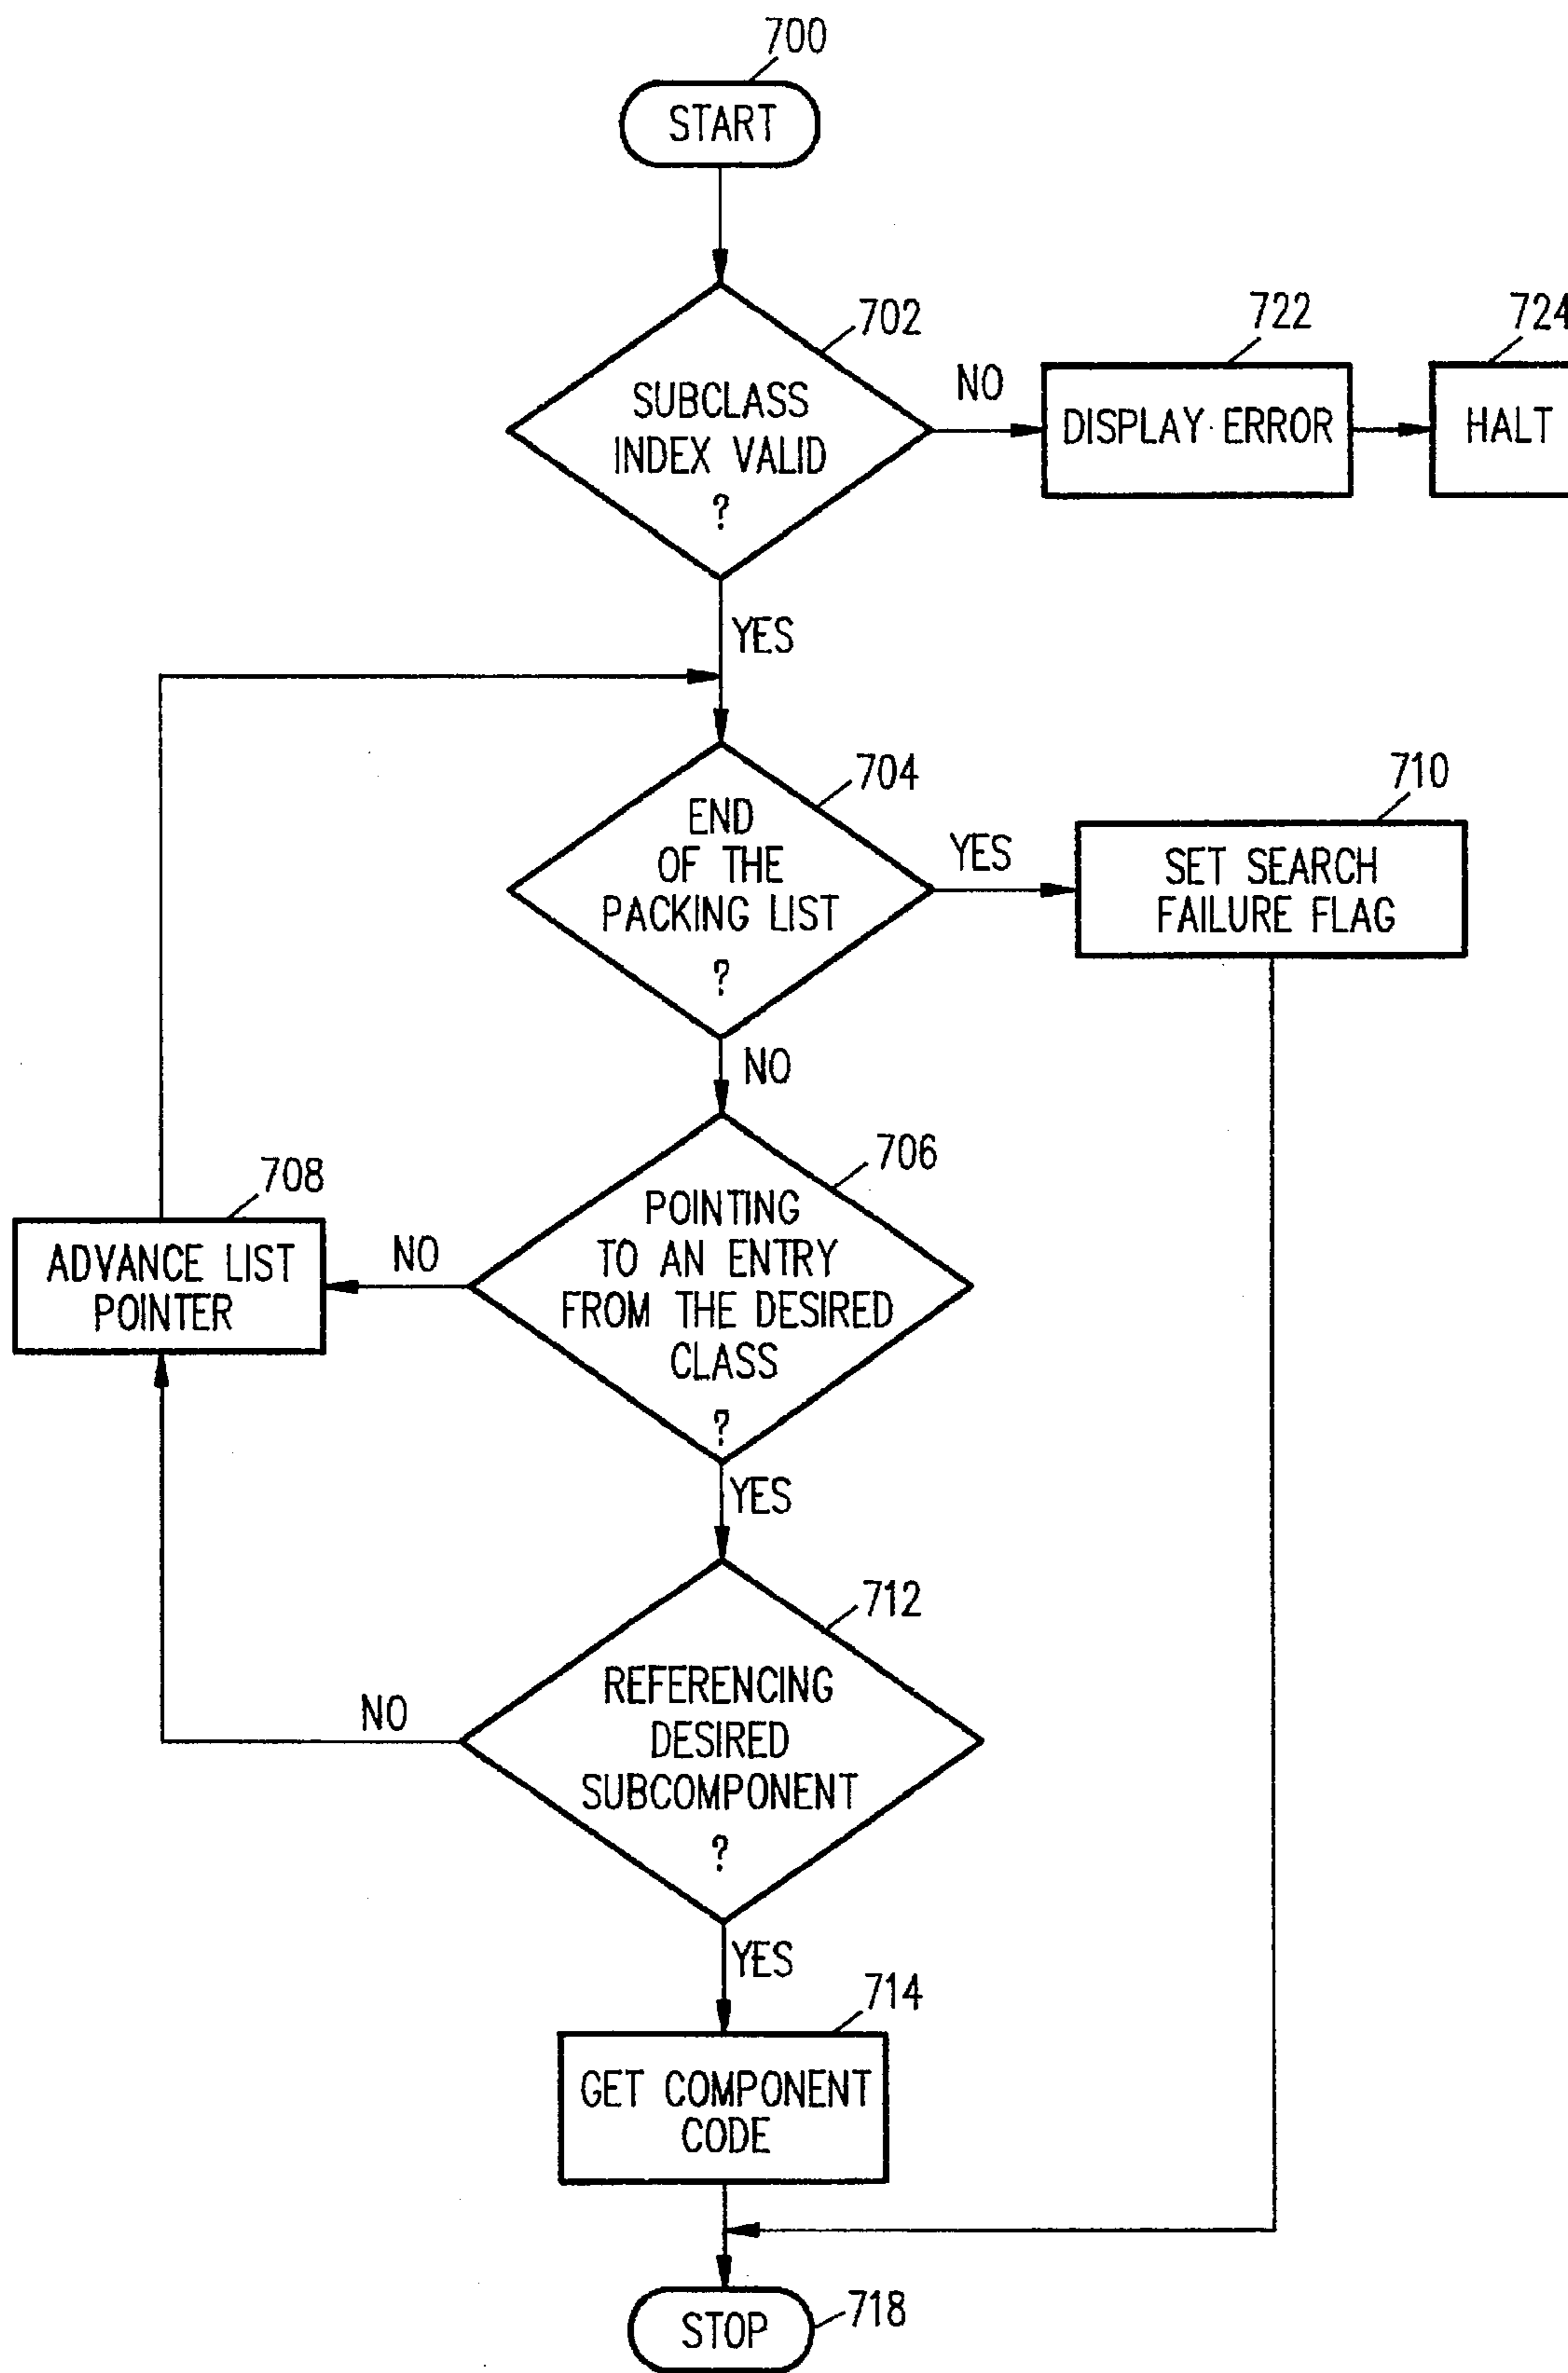 700
START
702
SUBCLASS
INDEX VALID
?
NO
722
DISPLAY ERROR
724
HALT
YES
704
END
OF THE
PACKING LIST
?
YES
710
SET SEARCH
FAILURE FLAG
NO
706
POINTING
TO AN ENTRY
FROM THE DESIRED
CLASS
?
NO
708
ADVANCE LIST
POINTER
YES
712
REFERENCING
DESIRED
SUBCOMPONENT
?
NO
YES
714
GET COMPONENT
CODE
STOP
718